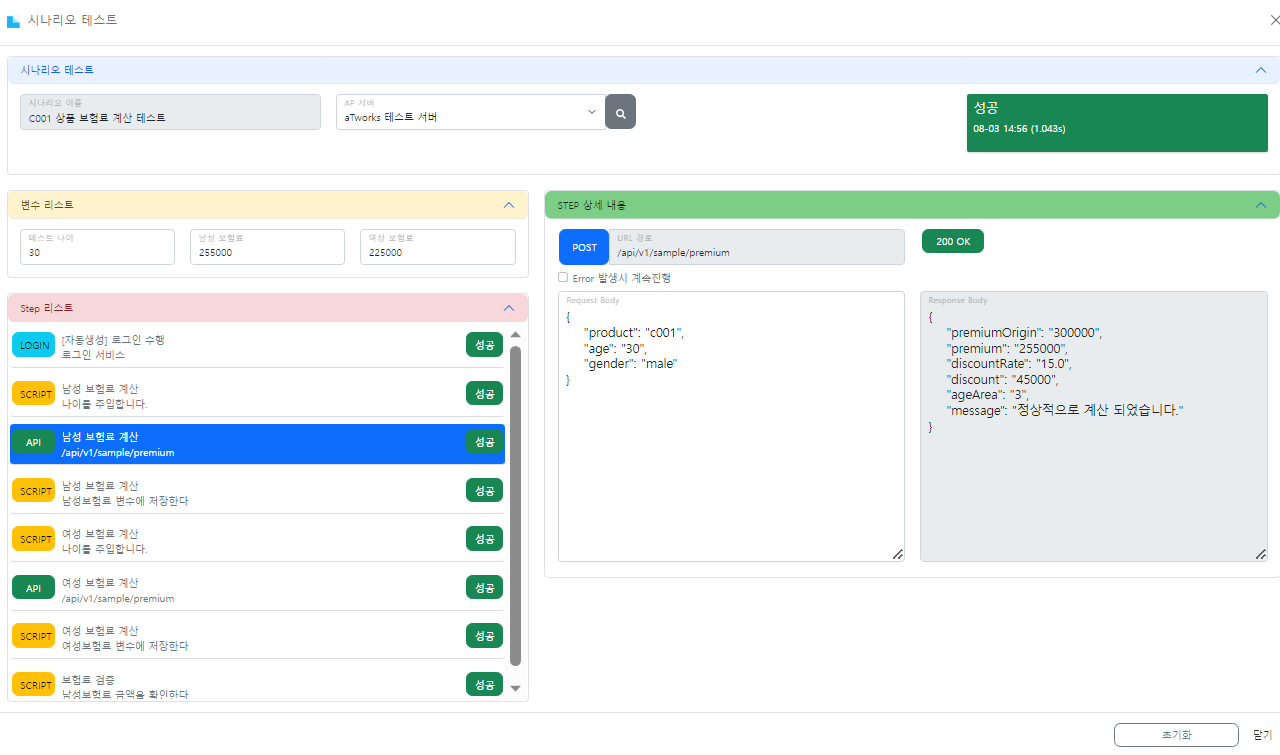 시나리오 테스트
시나리오 테스트
시나리오 이름
C001 상품 보험료 계산 테스트
AP 서버
aTworks 테스트 서버
성공
08-03 14:56 (1.043s)
변수 리스트
테스트 나이
30
남성 보험료
255000
여성 보험료
225000
Step 리스트
LOGIN
[자동생성] 로그인 수행
로그인 서비스
성공
SCRIPT
남성 보험료 계산
나이를 주입합니다.
성공
API
남성 보험료 계산
/api/v1/sample/premium
성공
SCRIPT
남성 보험료 계산
남성보험료 변수에 저장한다
성공
SCRIPT
여성 보험료 계산
나이를 주입합니다.
성공
API
여성 보험료 계산
/api/v1/sample/premium
성공
SCRIPT
여성 보험료 계산
여성보험료 변수에 저장한다
성공
SCRIPT
보험료 검증
남성보험료 금액을 확인한다
성공
STEP 상세 내용
POST
URL 경로
/api/v1/sample/premium
200 OK
Error 발생시 계속진행
Request Body
{
"product": "c001",
"age": "30",
"gender": "male"
}
Response Body
{
"premiumOrigin": "300000",
"premium": "255000",
"discountRate": "15.0",
"discount": "45000",
"ageArea": "3",
"message": "정상적으로 계산 되었습니다."
}
초기화
닫기